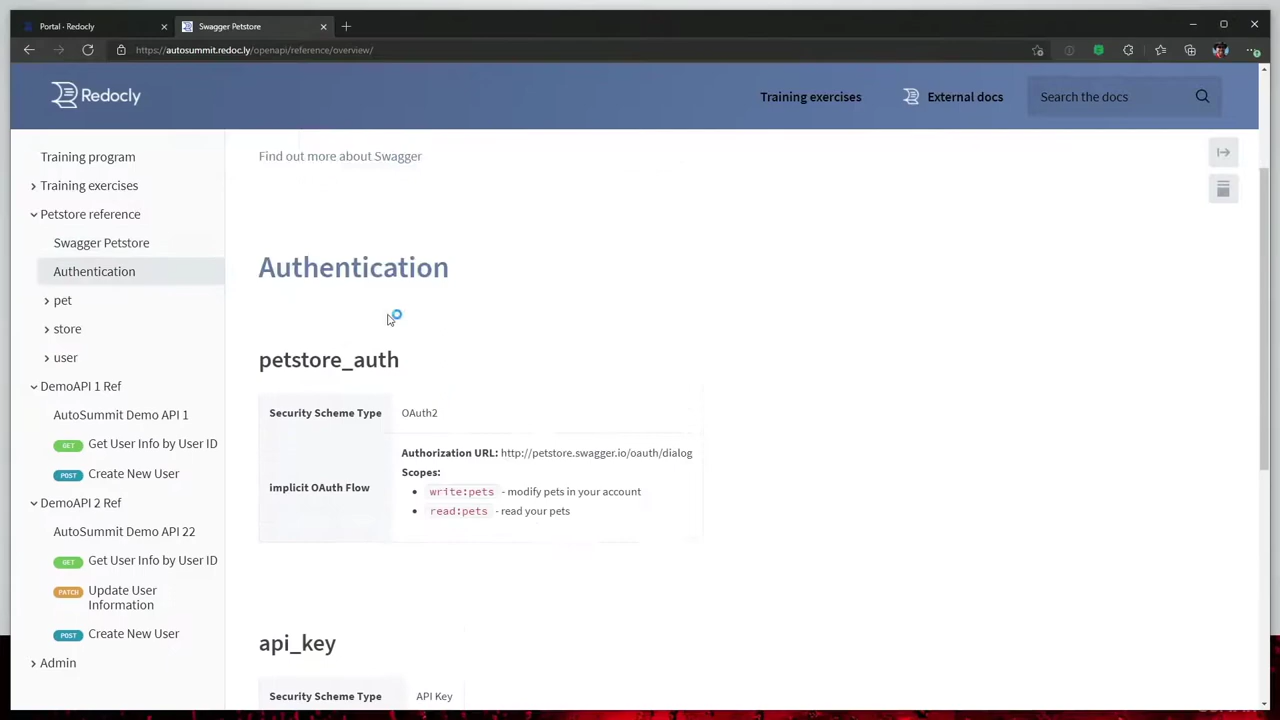 Portal - Redocly
Swagger Petstore
https://autosummit.redoc.ly/openapi/reference/overview/
Redocly
Training exercises
External docs
Search the docs
Training program
Training exercises
Petstore reference
Swagger Petstore
Authentication
pet
store
user
DemoAPI 1 Ref
AutoSummit Demo API 1
GET Get User Info by User ID
POST Create New User
DemoAPI 2 Ref
AutoSummit Demo API 22
GET Get User Info by User ID
PATCH Update User
Information
POST Create New User
Admin
Find out more about Swagger
Authentication
petstore_auth
Security Scheme Type OAuth2
implicit OAuth Flow
Authorization URL: http://petstore.swagger.io/oauth/dialog
Scopes:
write:pets - modify pets in your account
read:pets - read your pets
api_key
Security Scheme Type API Key